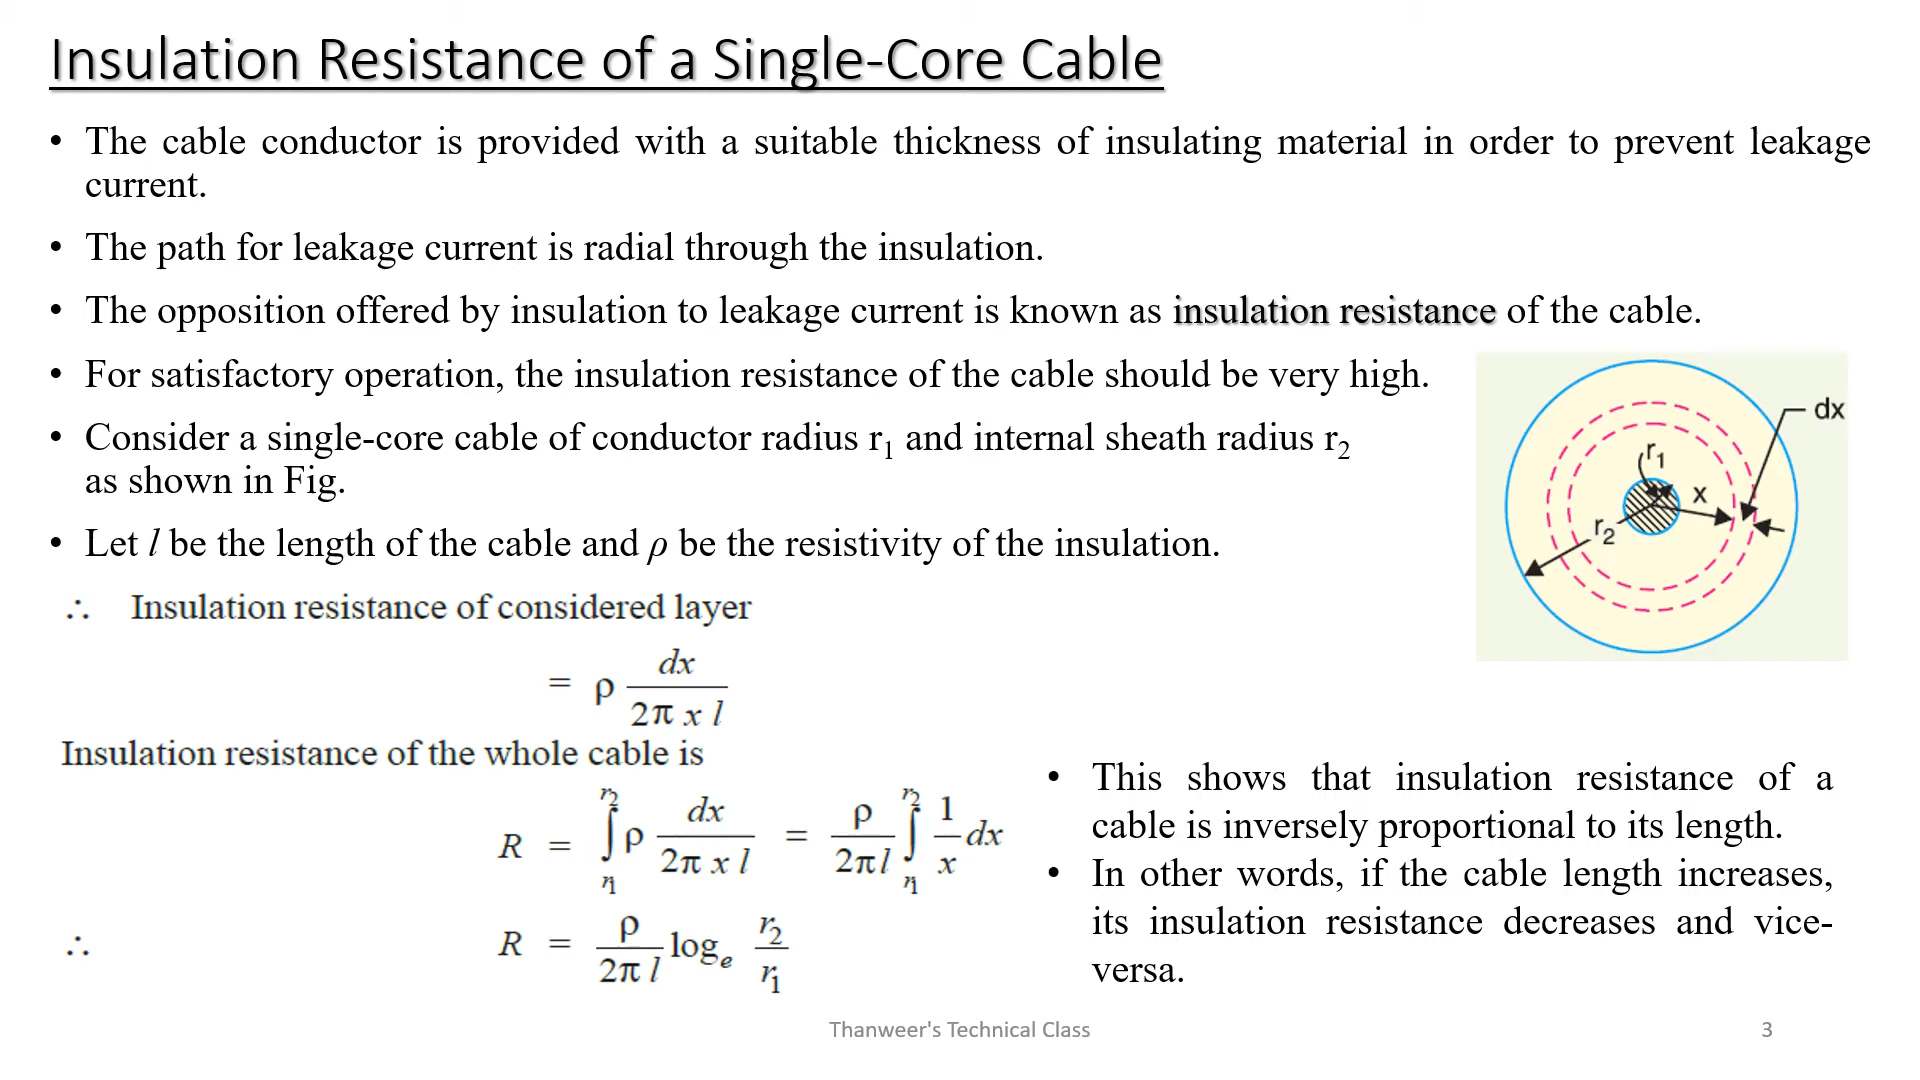 Insulation Resistance of a Single-Core Cable
• The cable conductor is provided with a suitable thickness of insulating material in order to prevent leakage
current.
• The path for leakage current is radial through the insulation.
• The opposition offered by insulation to leakage current is known as insulation resistance of the cable.
• For satisfactory operation, the insulation resistance of the cable should be very high.
• Consider a single-core cable of conductor radius r₁ and internal sheath radius r₂
as shown in Fig.
• Let l be the length of the cable and ρ be the resistivity of the insulation.
dx
r₁
x
r₂
∴ Insulation resistance of considered layer
= ρ dx / 2π x l
Insulation resistance of the whole cable is
R = ∫_{r₁}^{r₂} ρ dx / 2π x l = ρ / 2π l ∫_{r₁}^{r₂} 1/x dx
∴ R = ρ / 2π l logₑ r₂ / r₁
• This shows that insulation resistance of a
cable is inversely proportional to its length.
• In other words, if the cable length increases,
its insulation resistance decreases and vice-
versa.
Thanweer's Technical Class
3